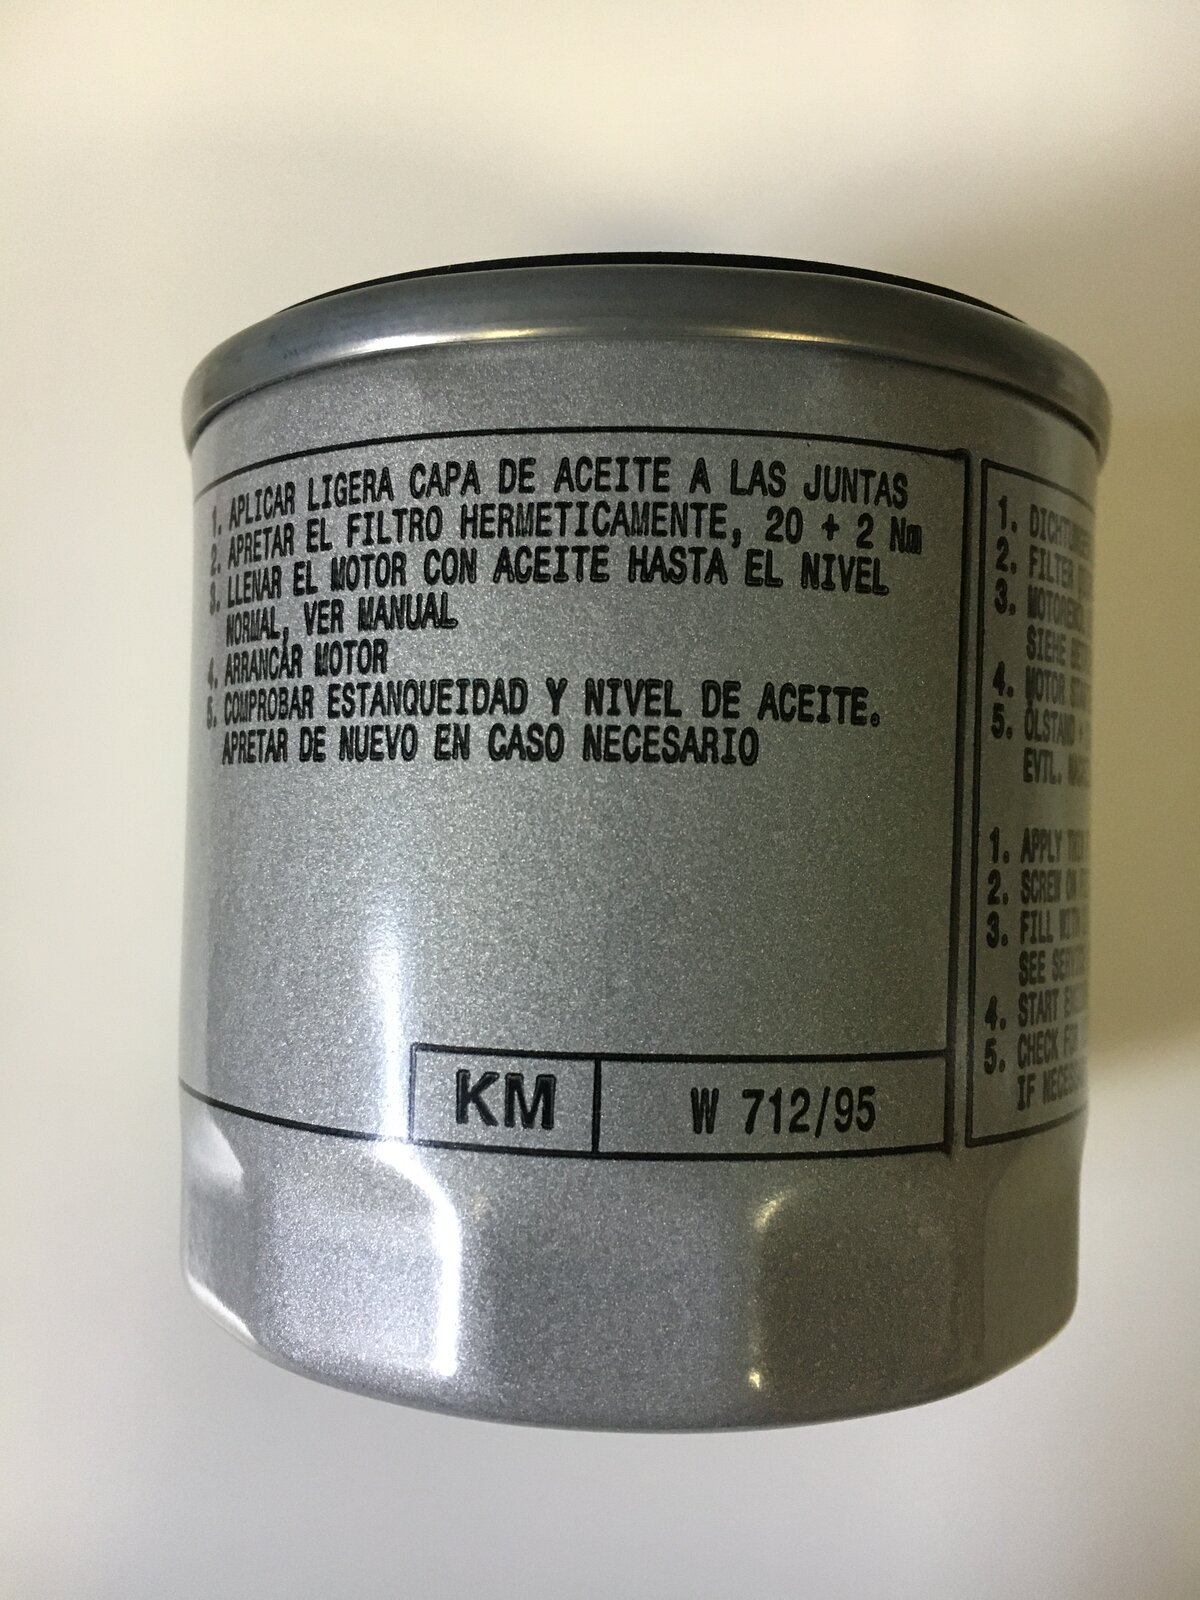 1. APLICAR LIGERA CAPA DE ACEITE A LAS JUNTAS
2. APRETAR EL FILTRO HERMETICAMENTE, 20 + 2 Nm
3. LLENAR EL MOTOR CON ACEITE HASTA EL NIVEL
NORMAL, VER MANUAL
4. ARRANCAR MOTOR
5. COMPROBAR ESTANQUEIDAD Y NIVEL DE ACEITE.
APRETAR DE NUEVO EN CASO NECESARIO
KM W 712/95
1.
2. FILTER
3.
SIEHE
4. MOTOR
5. ÖLSTAND +
EVTL.
1. APPLY
2. SCREW ON
3. FILL WITH
SEE
4. START
5. CHECK FOR
IF